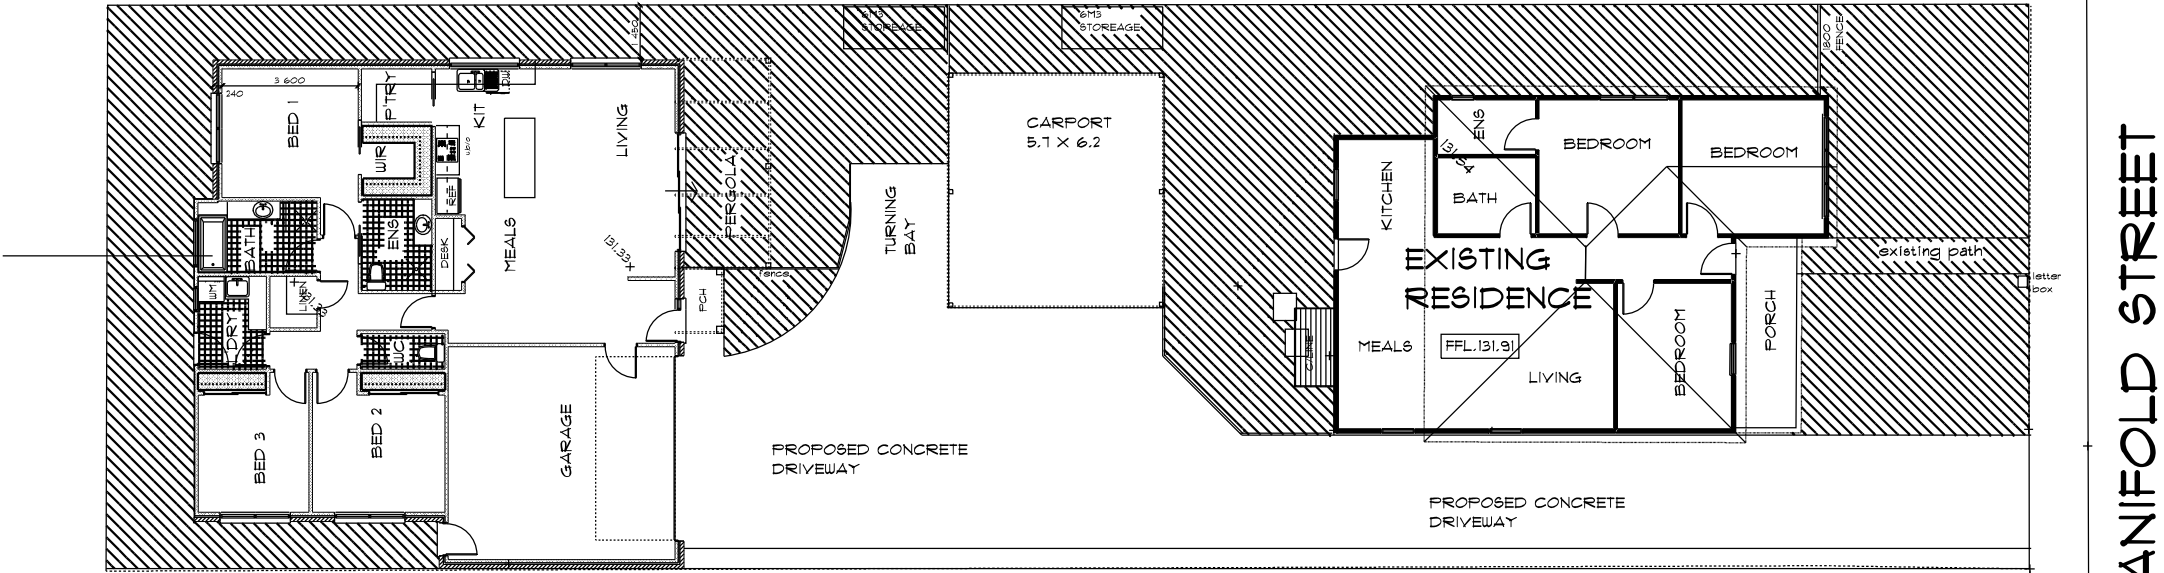 6M3
STOREAGE
6M3
STOREAGE
1 450
1800
FENCE
3 600
240
BED 1
P'TRY
KIT
DW
LIVING
WIR
REF
PERGOLA
CARPORT
5.7 X 6.2
TURNING
BAY
BATH
ENS
DESK
MEALS
131.33
fence
PCH
WM
LINEN
L'DRY
WC
BED 3
BED 2
GARAGE
PROPOSED CONCRETE
DRIVEWAY
ENS
131.54
BEDROOM
BEDROOM
KITCHEN
BATH
EXISTING
RESIDENCE
existing path
letter
box
MEALS
FFL.131.91
LIVING
BEDROOM
PORCH
C/LINE
PROPOSED CONCRETE
DRIVEWAY
ANIFOLD STREET